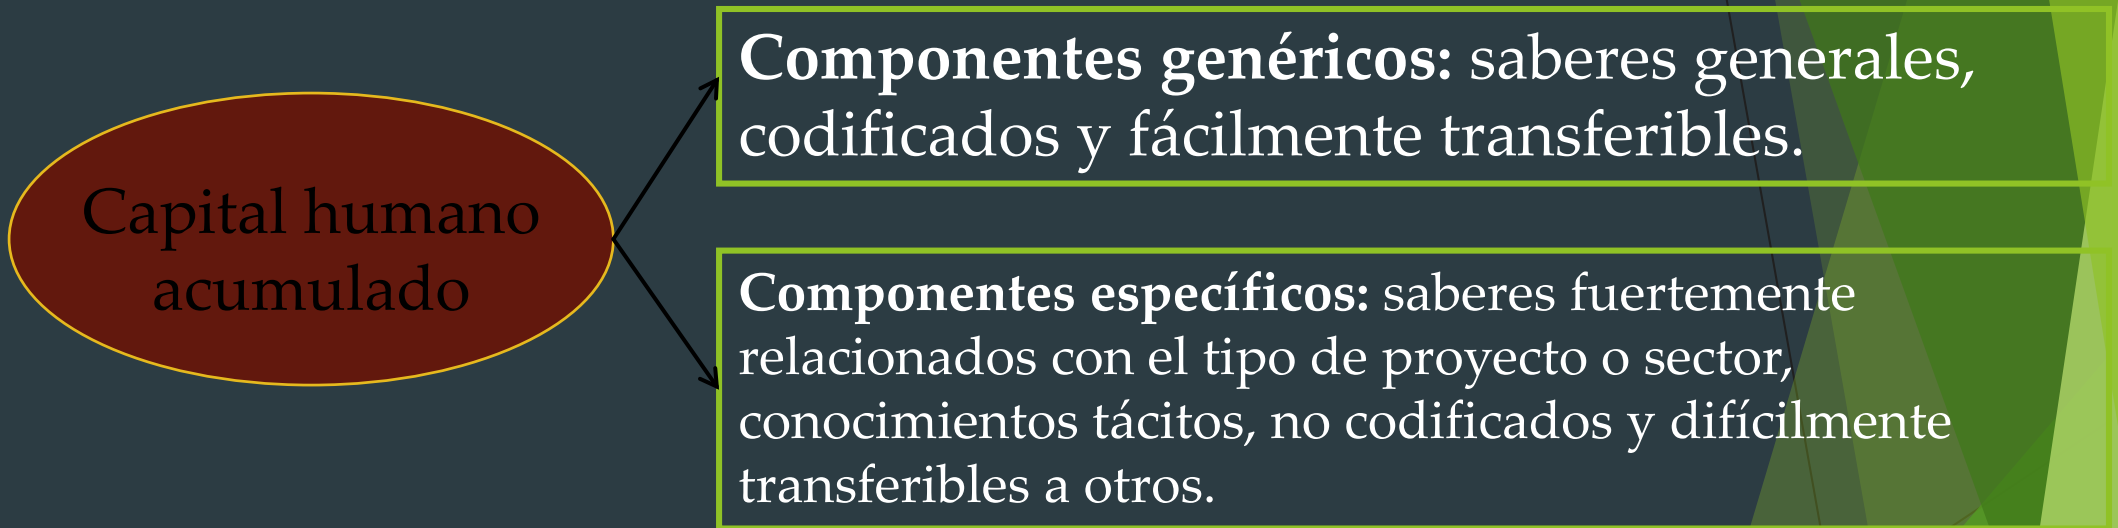 Capital humano
acumulado
Componentes genéricos: saberes generales,
codificados y fácilmente transferibles.
Componentes específicos: saberes fuertemente
relacionados con el tipo de proyecto o sector,
conocimientos tácitos, no codificados y difícilmente
transferibles a otros.